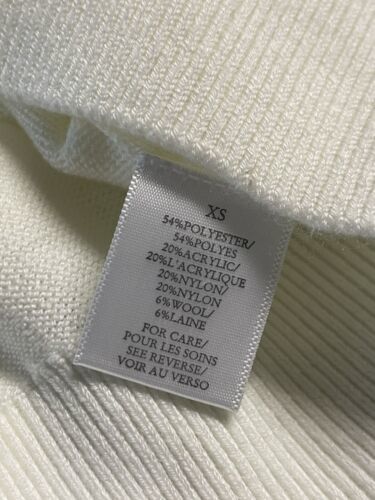 XS
54%POLYESTER/
54%POLYES
20%ACRYLIC/
20%L'ACRYLIQUE
20%NYLON/
20%NYLON
6%WOOL/
6%LAINE
FOR CARE/
POUR LES SOINS
SEE REVERSE/
VOIR AU VERSO